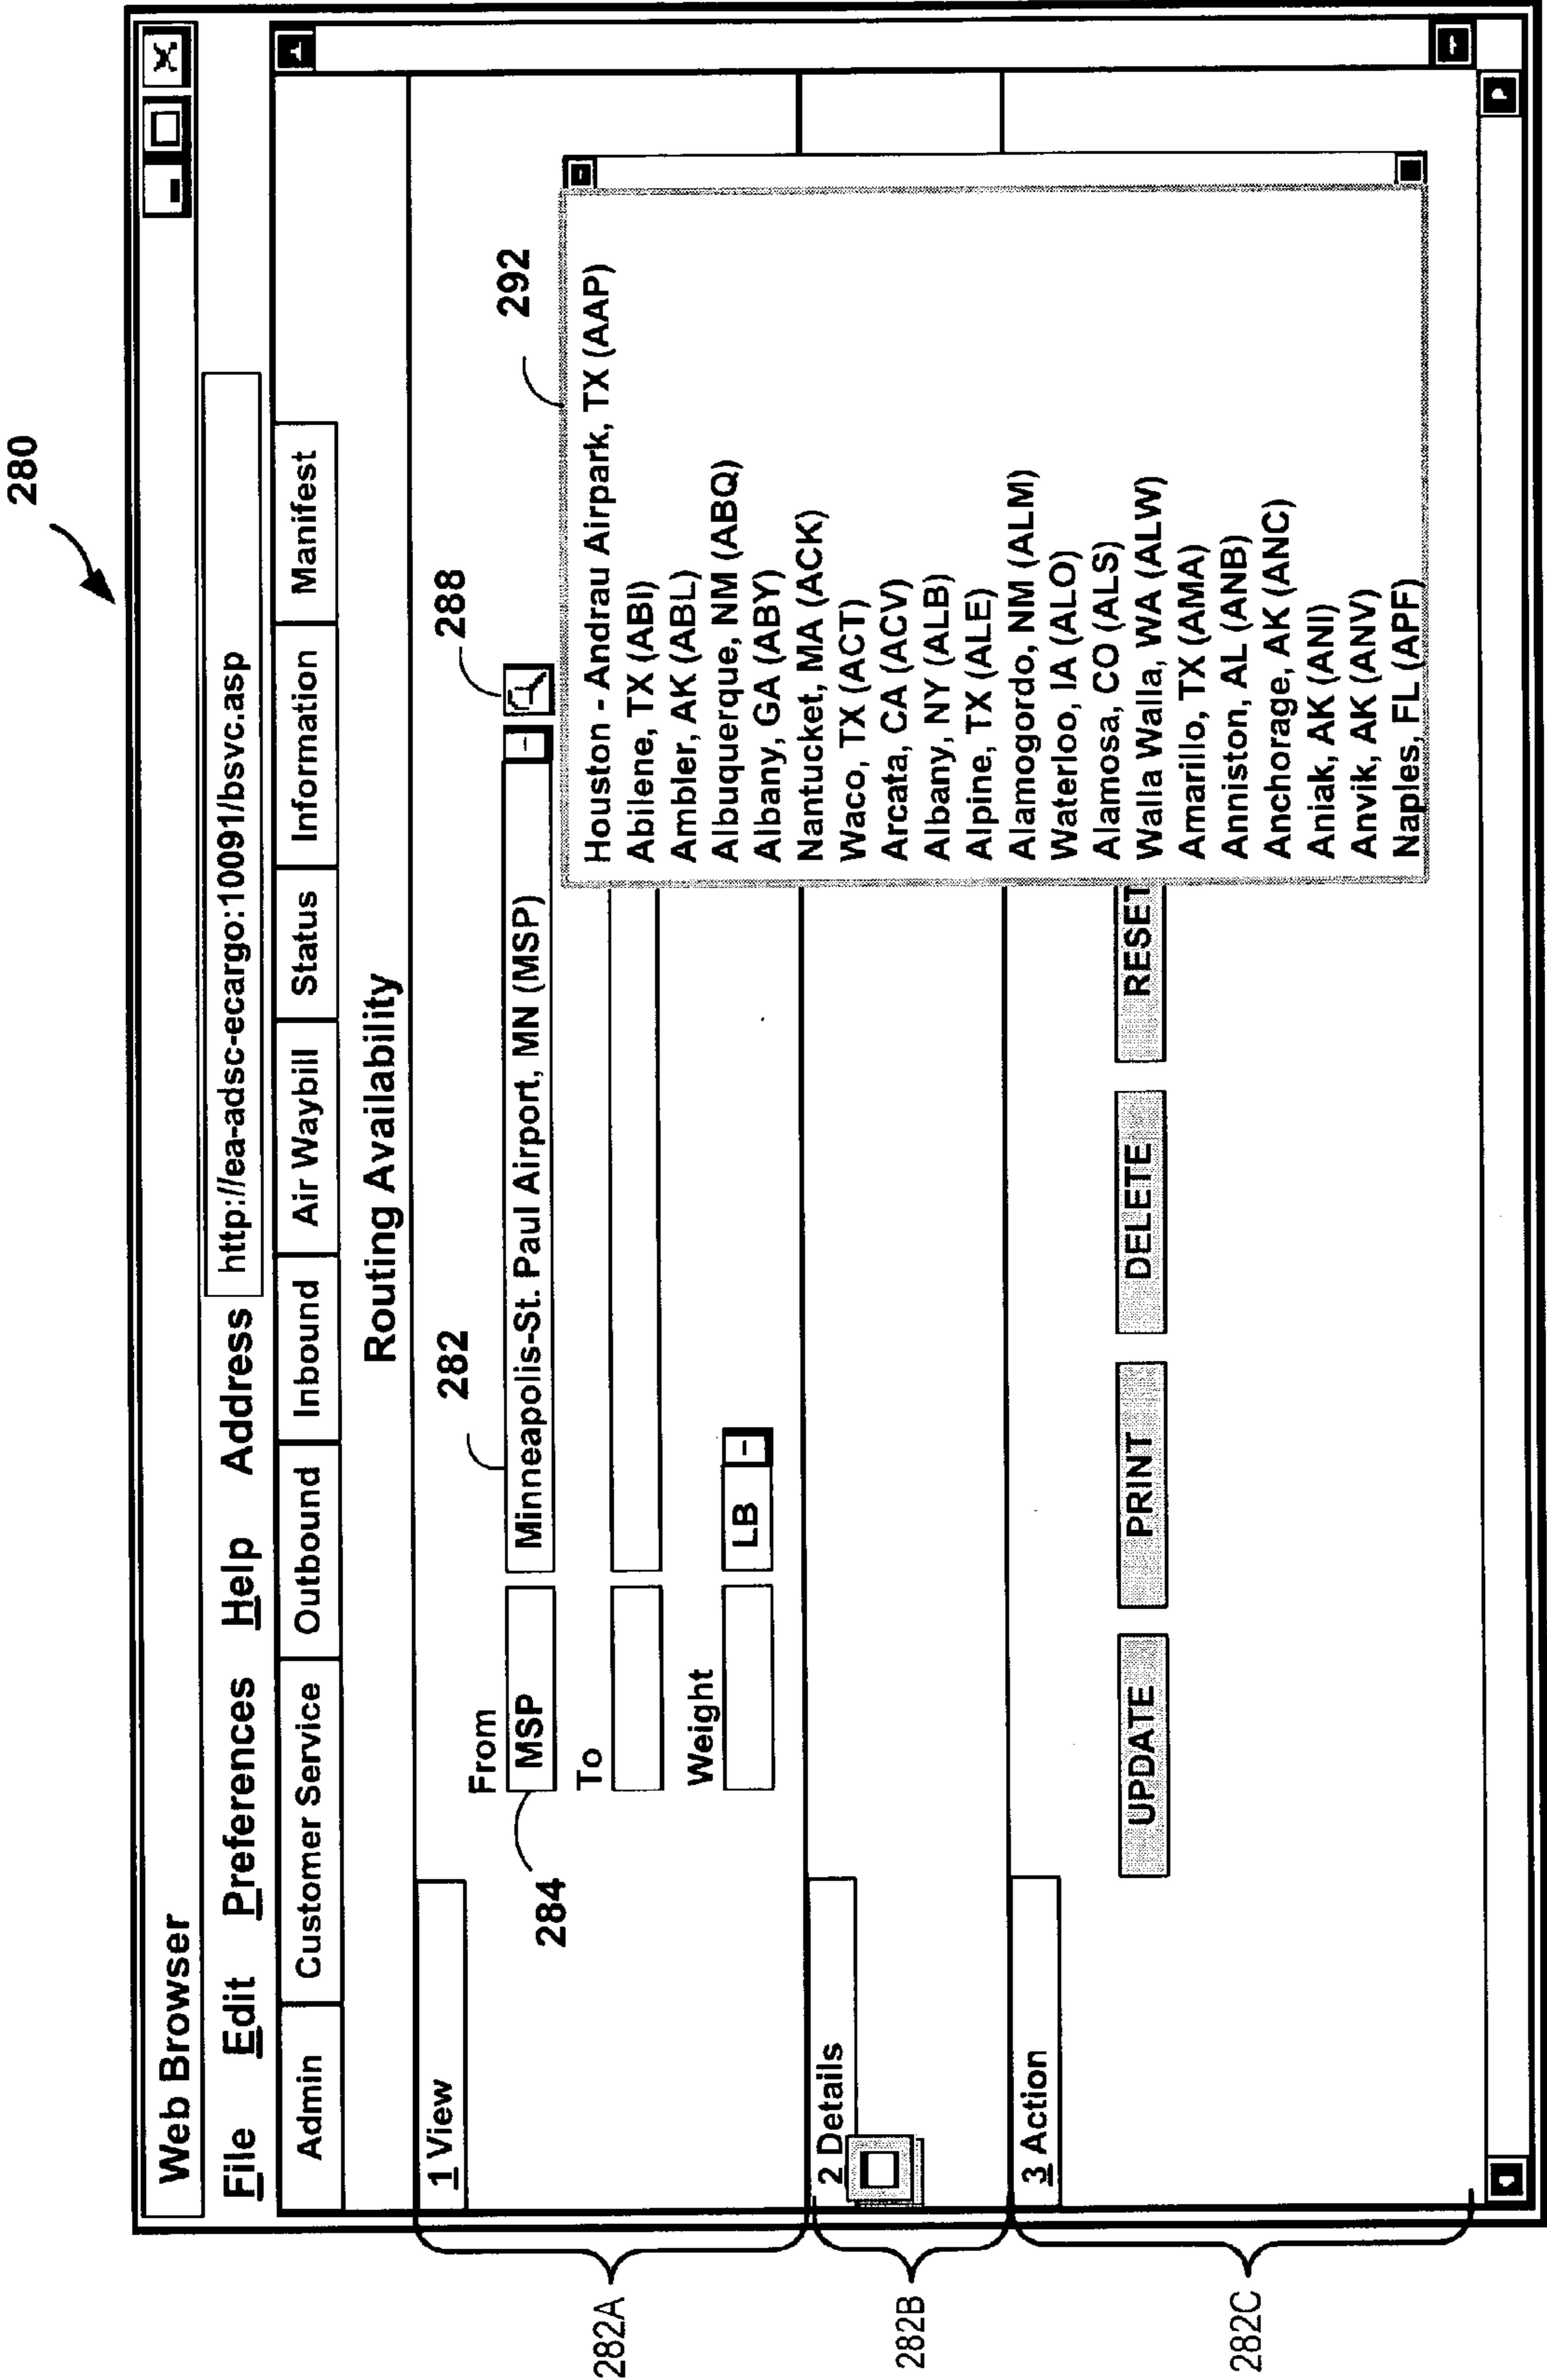 280
Web Browser
File Edit Preferences Help Address http://ea-adsc-ecargo:10091/bsvc.asp
Admin Customer Service Outbound Inbound Air Waybill Status Information Manifest
Routing Availability
1 View
282
288
From
284
MSP Minneapolis-St. Paul Airport, MN (MSP)
292
To
Weight
LB
Houston - Andrau Airpark, TX (AAP)
Abilene, TX (ABI)
Ambler, AK (ABL)
Albuquerque, NM (ABQ)
Albany, GA (ABY)
Nantucket, MA (ACK)
Waco, TX (ACT)
Arcata, CA (ACV)
Albany, NY (ALB)
Alpine, TX (ALE)
Alamogordo, NM (ALM)
Waterloo, IA (ALO)
Alamosa, CO (ALS)
Walla Walla, WA (ALW)
Amarillo, TX (AMA)
Anniston, AL (ANB)
Anchorage, AK (ANC)
Aniak, AK (ANI)
Anvik, AK (ANV)
Naples, FL (APF)
2 Details
3 Action
UPDATE PRINT DELETE RESET
282A
282B
282C